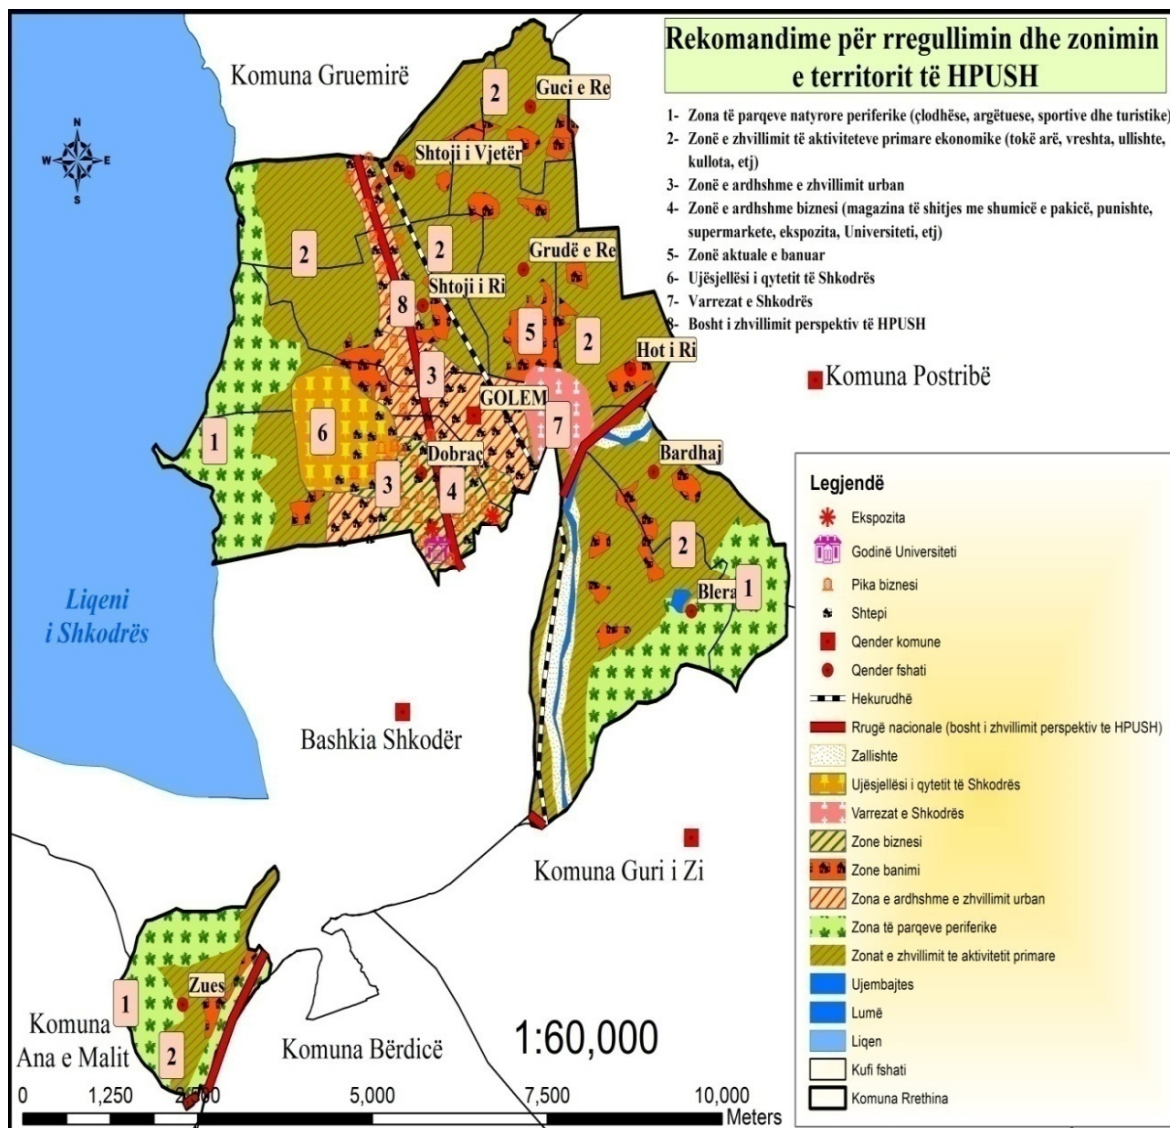 Rekomandime për rregullimin dhe zonimin
e territorit të HPUSH
1- Zona të parqeve natyrore periferike (çlodhëse, argëtuese, sportive dhe turistike)
2- Zonë e zhvillimit të aktiviteteve primare ekonomike (tokë arë, vreshta, ullishte,
kullota, etj)
3- Zonë e ardhshme e zhvillimit urban
4- Zonë e ardhshme biznesi (magazina të shitjes me shumicë e pakicë, punishte,
supermarkete, ekspozita, Universiteti, etj)
5- Zonë aktuale e banuar
6- Ujësjellësi i qytetit të Shkodrës
7- Varrezat e Shkodrës
8- Bosht i zhvillimit perspektiv të HPUSH
Komuna Gruemirë
N
W E
S
2
Guci e Re
Shtoji i Vjetër
2
2
Grudë e Re
Shtoji i Ri
8
5
2
Hot i Ri
3
Komuna Postribë
GOLEM
7
1
6
Dobraç
Bardhaj
3
4
2
Blera
1
Liqeni
i Shkodrës
Bashkia Shkodër
Komuna Guri i Zi
Zues
1
2
Komuna
Ana e Malit
Komuna Bërdicë
1:60,000
0 1,250 2,500 5,000 7,500 10,000
Meters
Legjendë
Ekspozita
Godinë Universiteti
Pika biznesi
Shtepi
Qender komune
Qender fshati
Hekurudhë
Rrugë nacionale (bosht i zhvillimit perspektiv te HPUSH)
Zallishte
Ujësjellësi i qytetit të Shkodrës
Varrezat e Shkodrës
Zone biznesi
Zone banimi
Zona e ardhshme e zhvillimit urban
Zona të parqeve periferike
Zonat e zhvillimit te aktivitetit primare
Ujembajtes
Lumë
Liqen
Kufi fshati
Komuna Rrethina